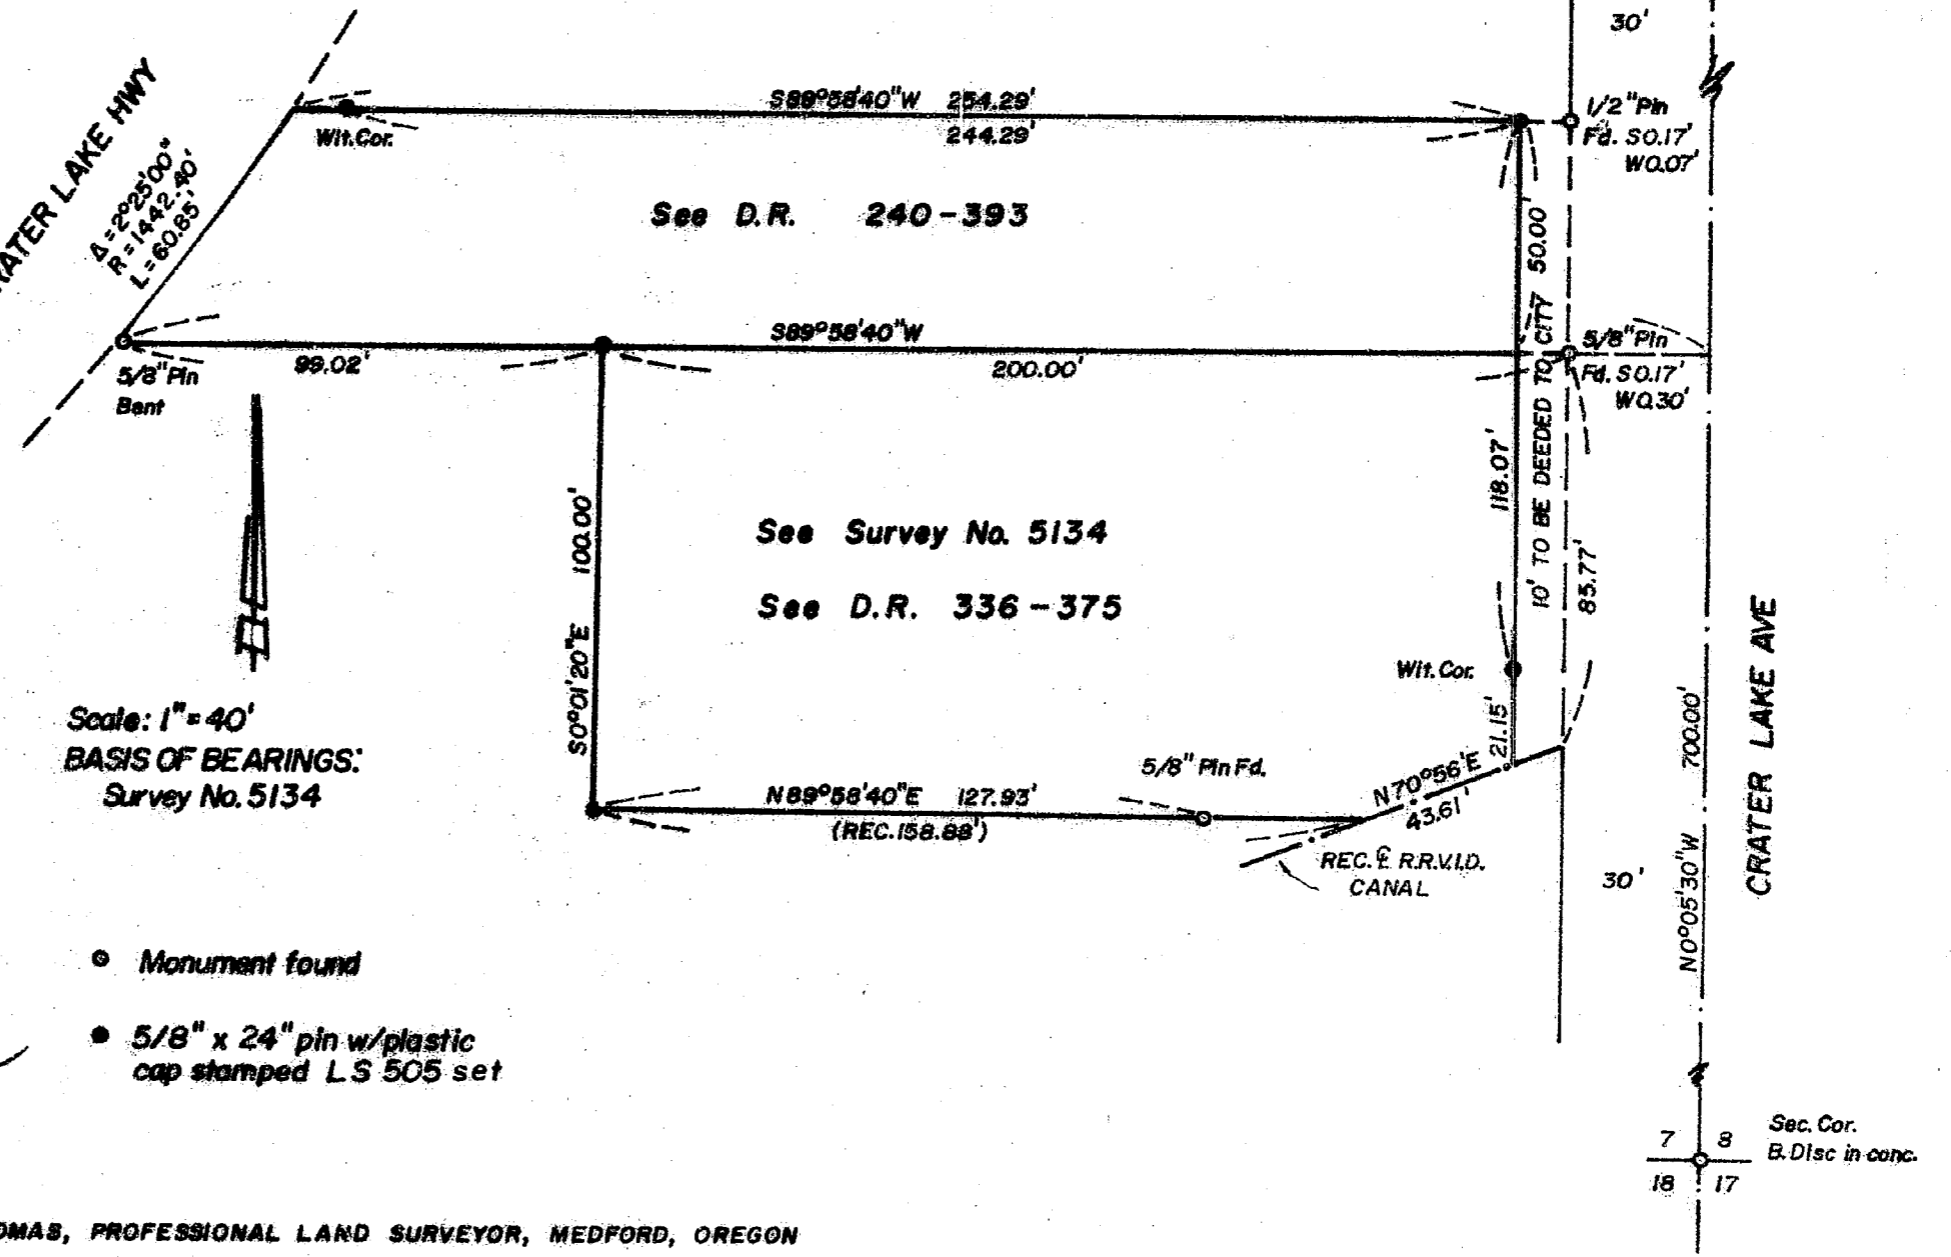 30'
CRATER LAKE HWY
Δ=2°25'00"
R=1442.40'
L=60.85'
S89°58'40"W 254.29'
244.29'
Wit.Cor.
1/2" Pin
Fd. S0.17'
W0.07'
See D.R. 240-393
10' TO BE DEEDED TO CITY 50.00'
S89°58'40"W
99.02'
200.00'
5/8" Pin
Bent
5/8" Pin
Fd. S0.17'
W0.30'
S0°01'20"E 100.00'
118.07'
85.77'
See Survey No. 5134
See D.R. 336-375
Wit. Cor.
21.15'
Scale: 1"=40'
BASIS OF BEARINGS:
Survey No. 5134
5/8" Pin Fd.
N89°58'40"E 127.93'
(REC. 158.88')
N70°56'E
43.61'
REC. ℄ R.R.V.I.D.
CANAL
30'
N0°05'30"W 700.00'
CRATER LAKE AVE
Monument found
5/8" x 24" pin w/plastic
cap stamped LS 505 set
7 8
18 17
Sec. Cor.
B. Disc in conc.
OMAS, PROFESSIONAL LAND SURVEYOR, MEDFORD, OREGON